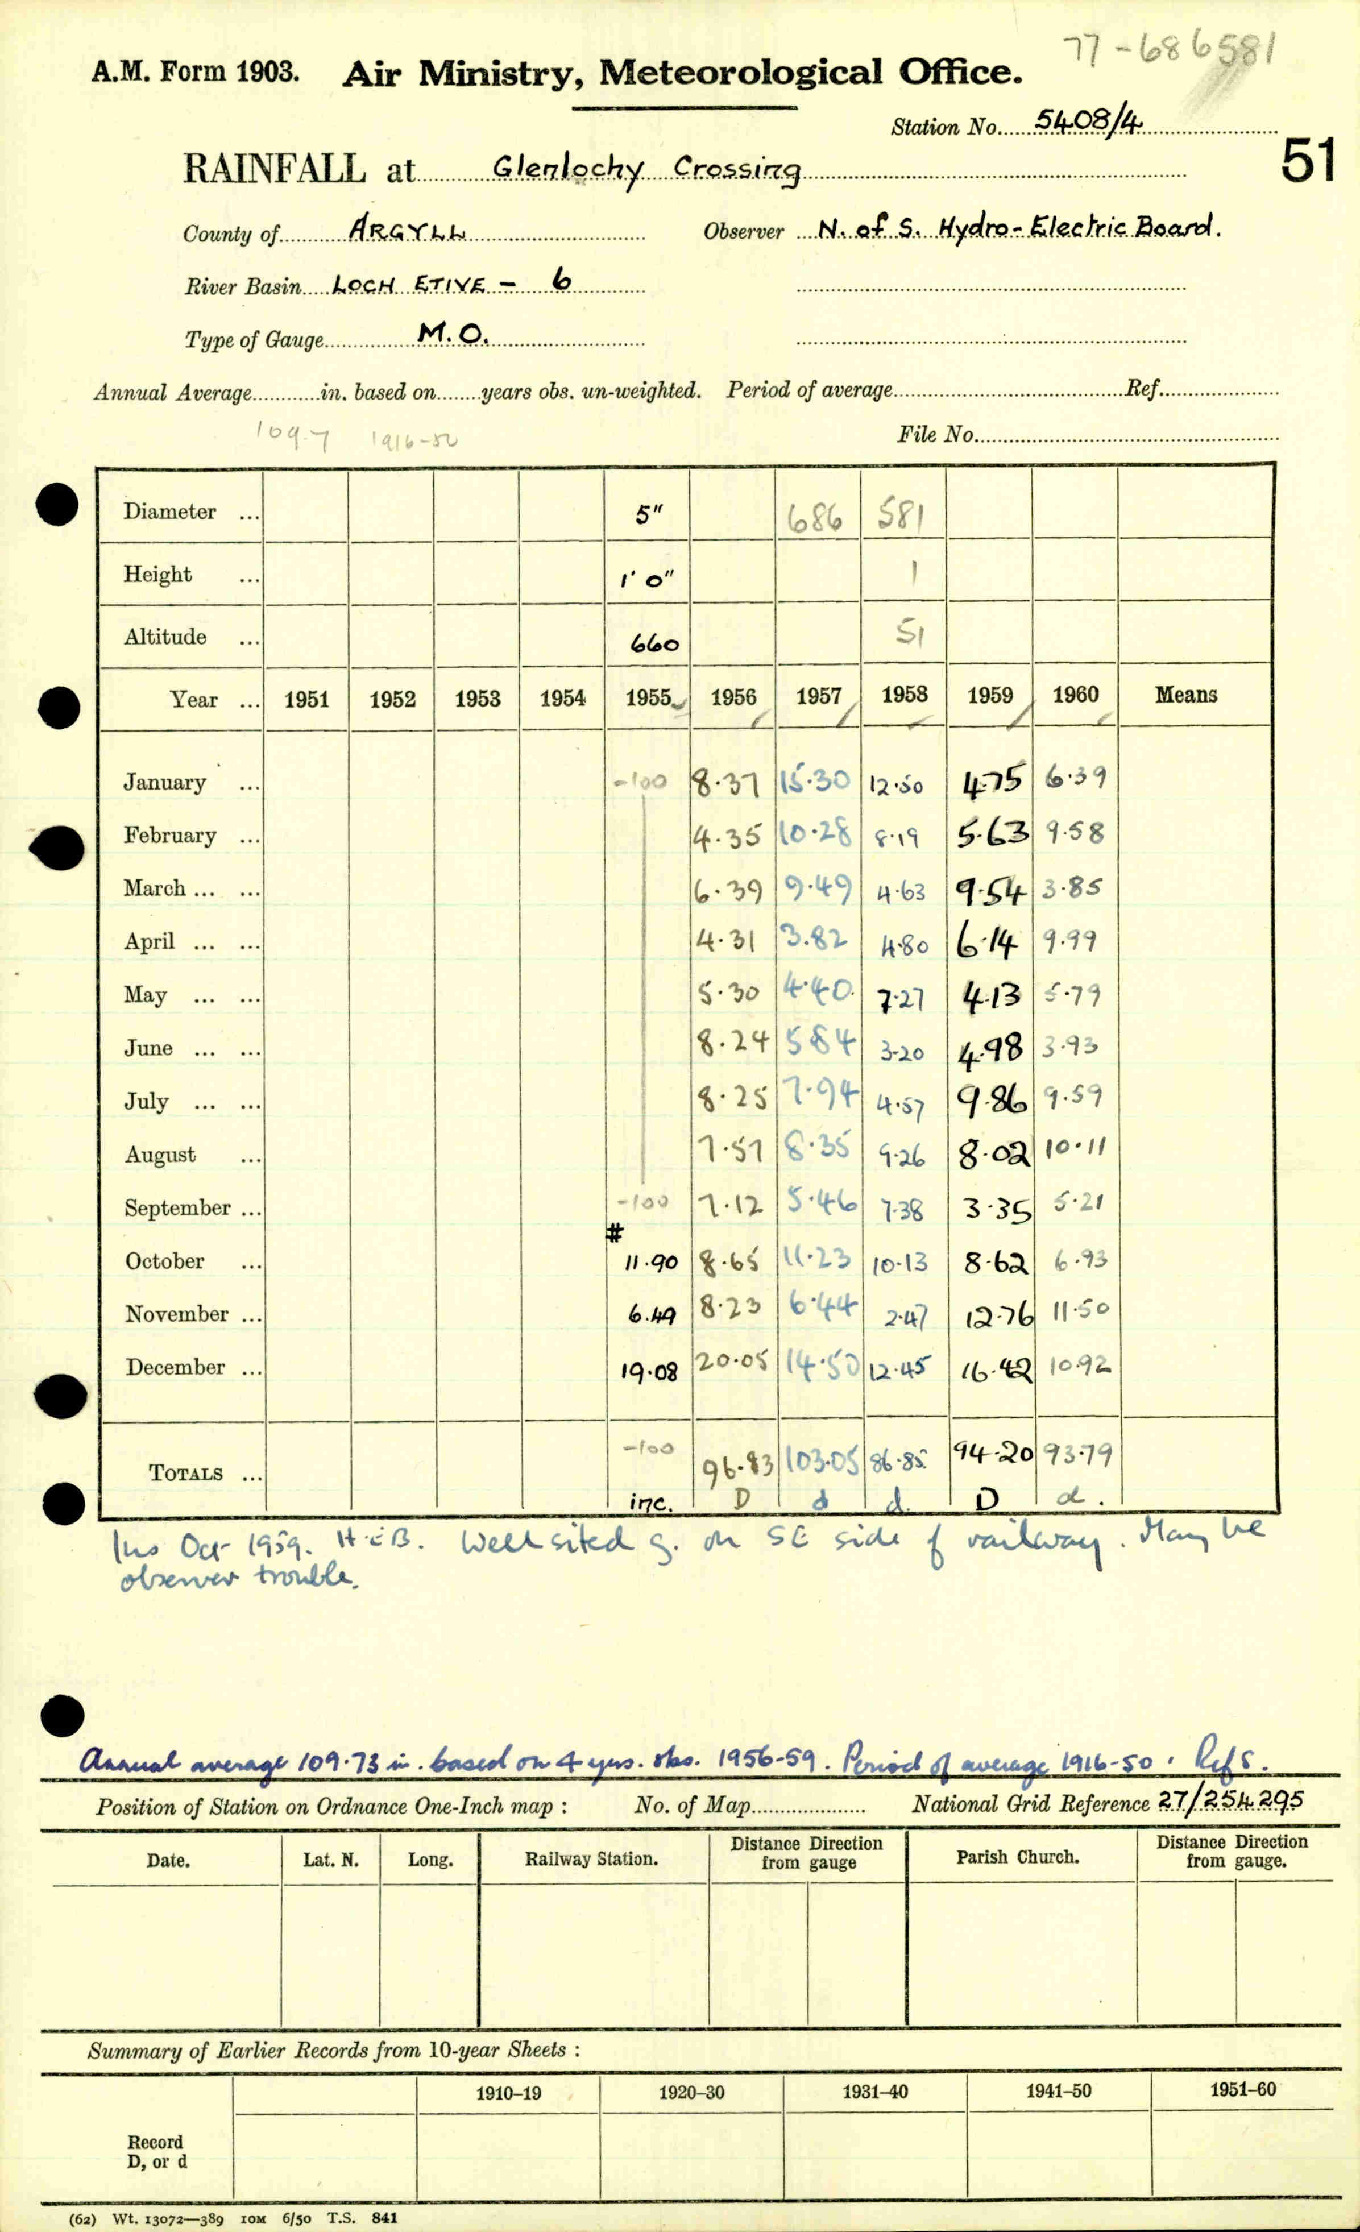 77-686581
A.M. Form 1903. Air Ministry, Meteorological Office.
Station No. 5408/4
51
RAINFALL at Glenlochy Crossing
County of ARGYLL Observer N. of S. Hydro-Electric Board.
River Basin LOCH ETIVE - 6
Type of Gauge M.O.
Annual Average in. based on years obs. un-weighted. Period of average Ref.
109.7 1916-50 File No.
Diameter ... 5" 686 581
Height ... 1' 0" 1
Altitude ... 660 51
Year ... 1951 1952 1953 1954 1955 1956 1957 1958 1959 1960 Means
January ... -100 8.37 15.30 12.50 4.75 6.39
February ... 4.35 10.28 8.19 5.63 9.58
March ... ... 6.39 9.49 4.63 9.54 3.85
April ... ... 4.31 3.82 4.80 6.14 9.99
May ... ... 5.30 4.40 7.27 4.13 5.79
June ... ... 8.24 5.84 3.20 4.98 3.93
July ... ... 8.25 7.94 4.57 9.86 9.59
August ... 7.57 8.35 9.26 8.02 10.11
September ... -100 7.12 5.46 7.38 3.35 5.21
#
October ... 11.90 8.65 11.23 10.13 8.62 6.93
November ... 6.49 8.23 6.44 2.47 12.76 11.50
December ... 19.08 20.05 14.50 12.45 16.42 10.92
TOTALS ... -100 96.83 103.05 86.85 94.20 93.79
inc. D d d. D d.
Ins Oct 1959. H.E.B. Well sited g. on SE side of railway. May be
observer trouble.
Annual average 109.73 in. based on 4 yrs. obs. 1956-59. Period of average 1916-50. Ref S.
Position of Station on Ordnance One-Inch map : No. of Map National Grid Reference 27/254295
Date. Lat. N. Long. Railway Station. Distance from gauge Direction Parish Church. Distance from gauge. Direction
Summary of Earlier Records from 10-year Sheets :
1910–19 1920–30 1931–40 1941–50 1951–60
Record
D, or d
(62) Wt. 13072—389 10M 6/50 T.S. 841